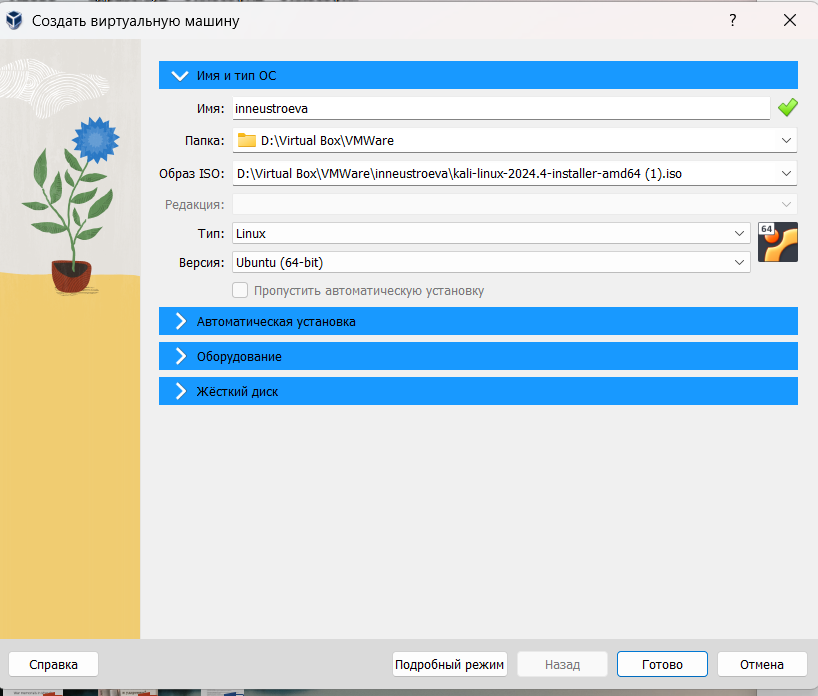 Создать виртуальную машину
?
Имя и тип ОС
Имя: inneustroeva
Папка: D:\Virtual Box\VMWare
Образ ISO: D:\Virtual Box\VMWare\inneustroeva\kali-linux-2024.4-installer-amd64 (1).iso
Редакция:
Тип: Linux
64
Версия: Ubuntu (64-bit)
Пропустить автоматическую установку
Автоматическая установка
Оборудование
Жёсткий диск
Справка Подробный режим Назад Готово Отмена